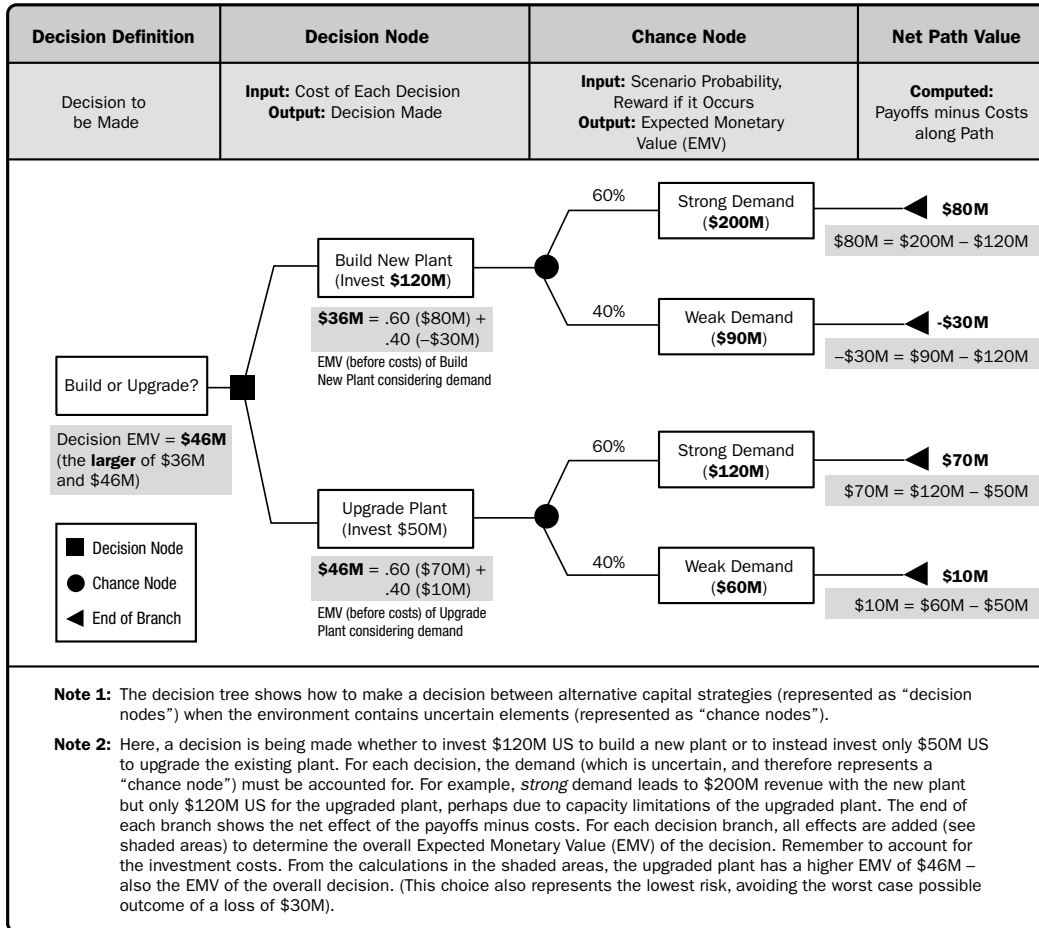 Decision Definition
Decision Node
Chance Node
Net Path Value
Decision to
be Made
Input: Cost of Each Decision
Output: Decision Made
Input: Scenario Probability,
Reward if it Occurs
Output: Expected Monetary
Value (EMV)
Computed:
Payoffs minus Costs
along Path
Build or Upgrade?
Decision EMV = $46M
(the larger of $36M
and $46M)
Build New Plant
(Invest $120M)
$36M = .60 ($80M) +
.40 (–$30M)
EMV (before costs) of Build
New Plant considering demand
60%
Strong Demand
($200M)
$80M
$80M = $200M – $120M
40%
Weak Demand
($90M)
-$30M
–$30M = $90M – $120M
Upgrade Plant
(Invest $50M)
$46M = .60 ($70M) +
.40 ($10M)
EMV (before costs) of Upgrade
Plant considering demand
60%
Strong Demand
($120M)
$70M
$70M = $120M – $50M
40%
Weak Demand
($60M)
$10M
$10M = $60M – $50M
Decision Node
Chance Node
End of Branch
Note 1: The decision tree shows how to make a decision between alternative capital strategies (represented as “decision
nodes”) when the environment contains uncertain elements (represented as “chance nodes”).
Note 2: Here, a decision is being made whether to invest $120M US to build a new plant or to instead invest only $50M US
to upgrade the existing plant. For each decision, the demand (which is uncertain, and therefore represents a
“chance node”) must be accounted for. For example, strong demand leads to $200M revenue with the new plant
but only $120M US for the upgraded plant, perhaps due to capacity limitations of the upgraded plant. The end of
each branch shows the net effect of the payoffs minus costs. For each decision branch, all effects are added (see
shaded areas) to determine the overall Expected Monetary Value (EMV) of the decision. Remember to account for
the investment costs. From the calculations in the shaded areas, the upgraded plant has a higher EMV of $46M –
also the EMV of the overall decision. (This choice also represents the lowest risk, avoiding the worst case possible
outcome of a loss of $30M).